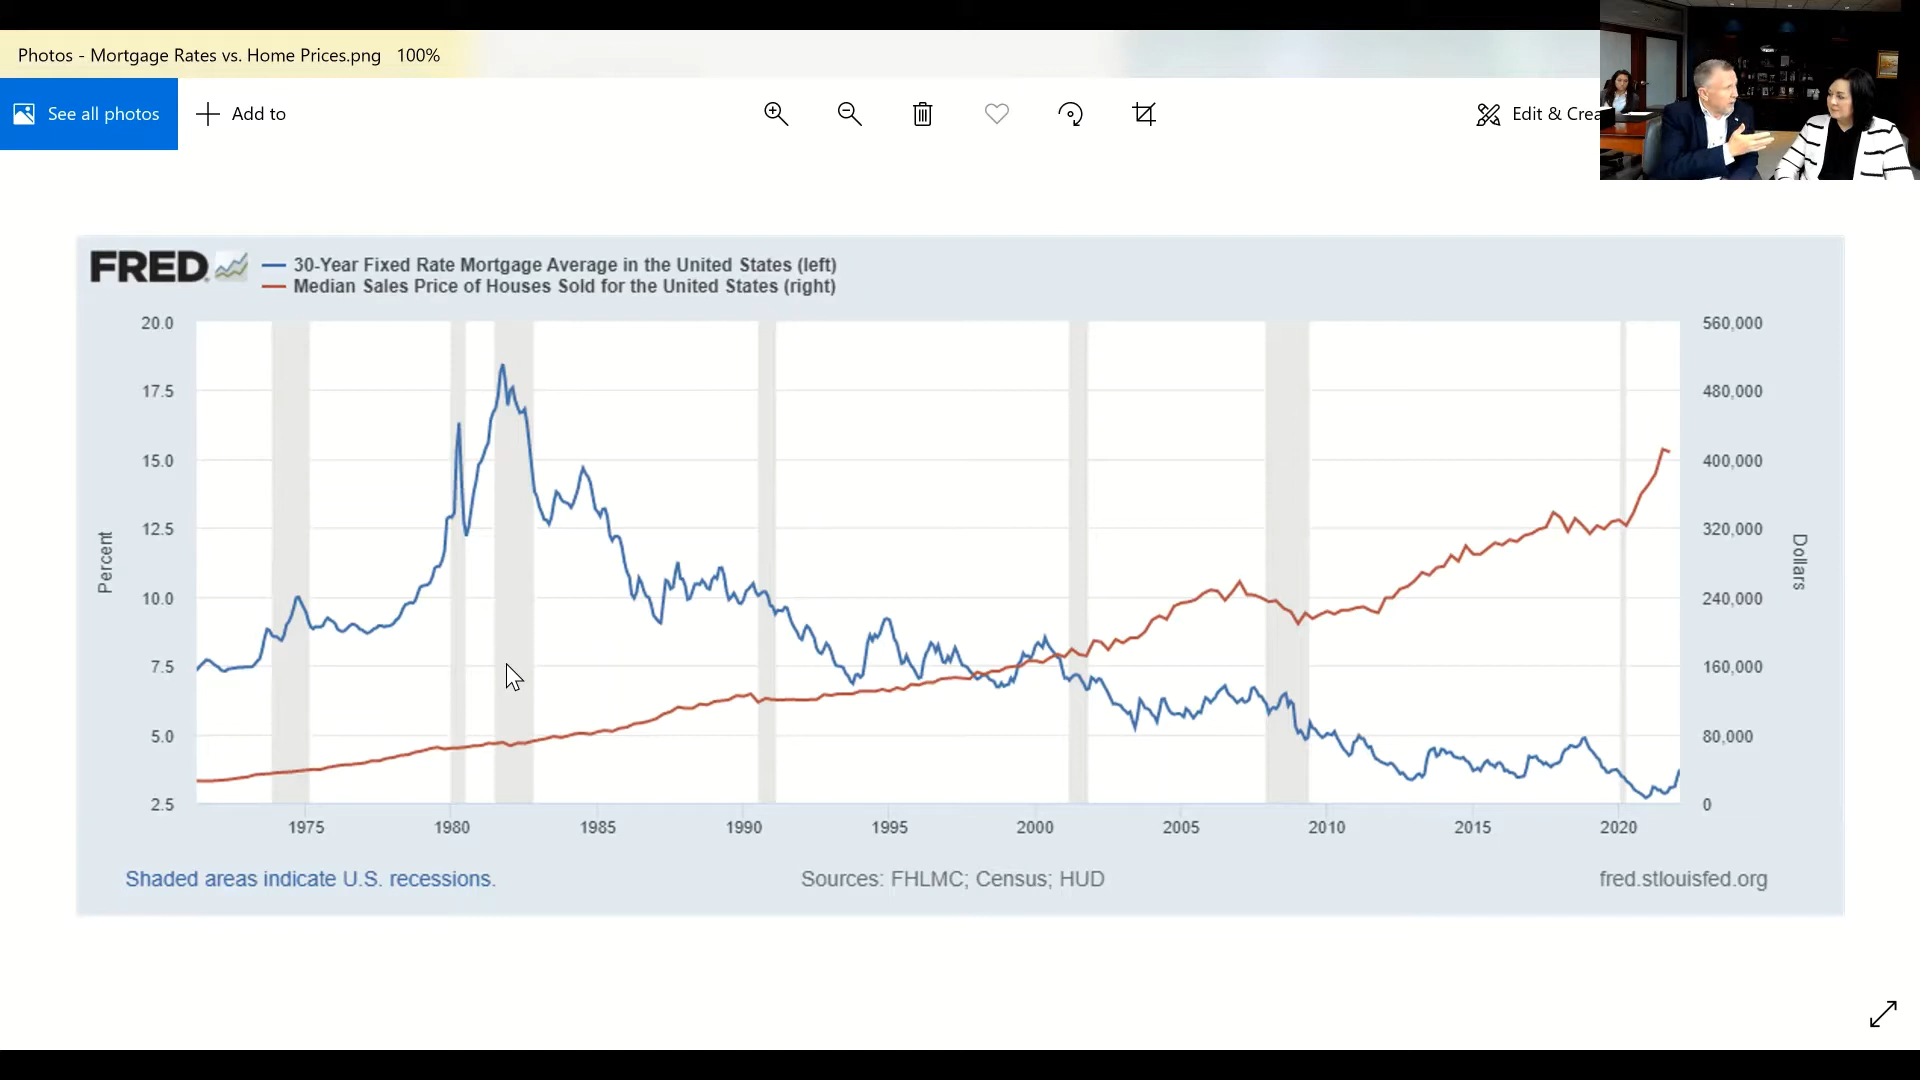 Photos - Mortgage Rates vs. Home Prices.png 100%
See all photos
Add to
Edit & Crea
FRED
30-Year Fixed Rate Mortgage Average in the United States (left)
Median Sales Price of Houses Sold for the United States (right)
20.0 560,000
17.5 480,000
15.0 400,000
12.5 320,000
10.0 240,000
7.5 160,000
5.0 80,000
2.5 0
Percent
Dollars
1975 1980 1985 1990 1995 2000 2005 2010 2015 2020
Shaded areas indicate U.S. recessions. Sources: FHLMC; Census; HUD fred.stlouisfed.org